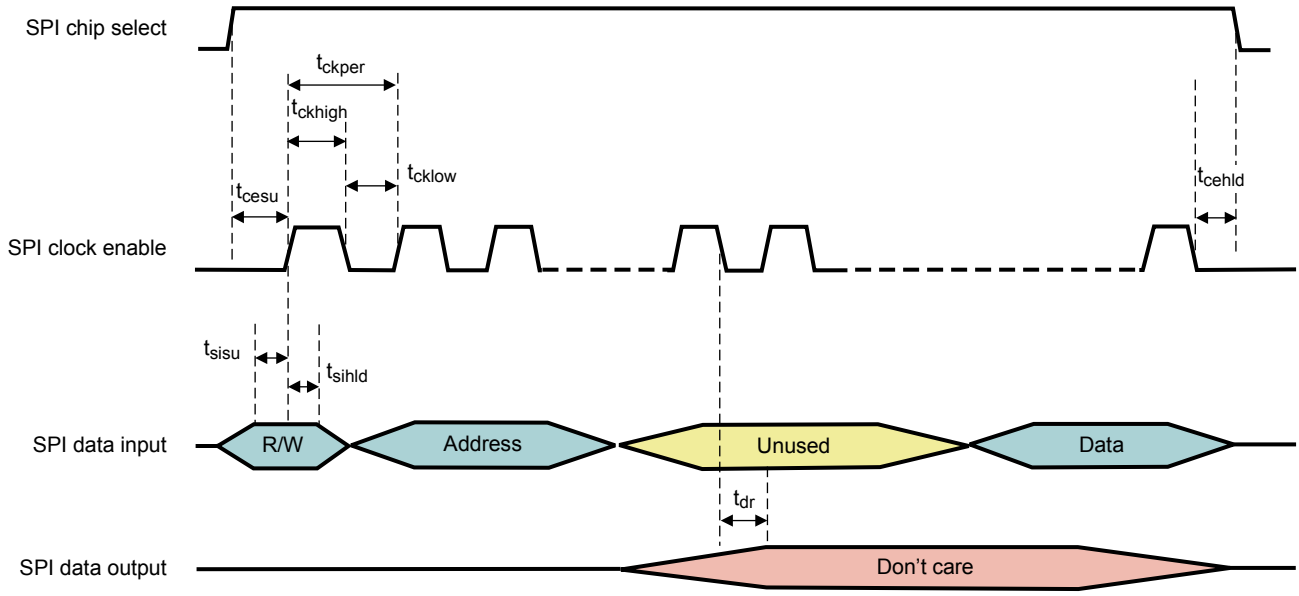 SPI chip select
tckper
tckhigh
tcklow
tcesu
tcehld
SPI clock enable
tsisu
tsihld
SPI data input
R/W
Address
Unused
Data
tdr
SPI data output
Don't care